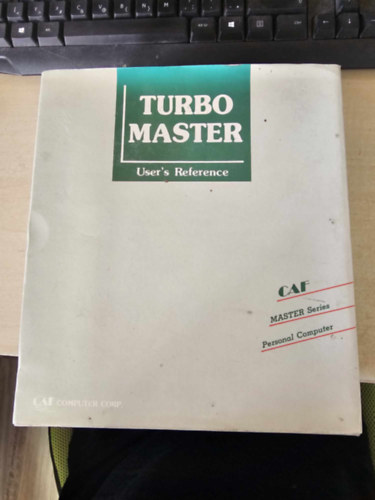 TURBO
MASTER
User's Reference
CAF
MASTER Series
Personal Computer
CAF COMPUTER CORP.